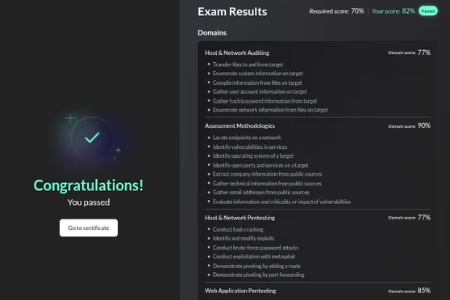 Exam Results
Required score: 70%
Your score: 82%
Passed
Domains
Host & Network Auditing
Domain score: 77%
Transfer files to and from target
Enumerate system information on target
Compile information from files on target
Gather user account information on target
Gather hash/password information from target
Enumerate network information from files on target
Assessment Methodologies
Domain score: 90%
Locate endpoints on a network
Identify vulnerabilities in services
Identify operating system of a target
Identify open ports and services on a target
Extract company information from public sources
Gather technical information from public sources
Gather email addresses from public sources
Evaluate information and criticality or impact of vulnerabilities
Host & Network Pentesting
Domain score: 77%
Conduct hash cracking
Identify and modify exploits
Conduct brute-force password attacks
Conduct exploitation with metasploit
Demonstrate pivoting by adding a route
Demonstrate pivoting by port forwarding
Web Application Pentesting
Domain score: 85%
Congratulations!
You passed
Go to certificate